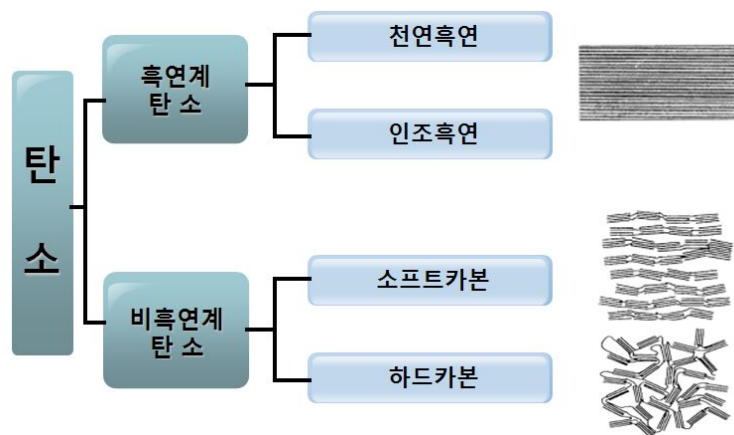 탄
소
흑연계
탄 소
천연흑연
인조흑연
비흑연계
탄 소
소프트카본
하드카본